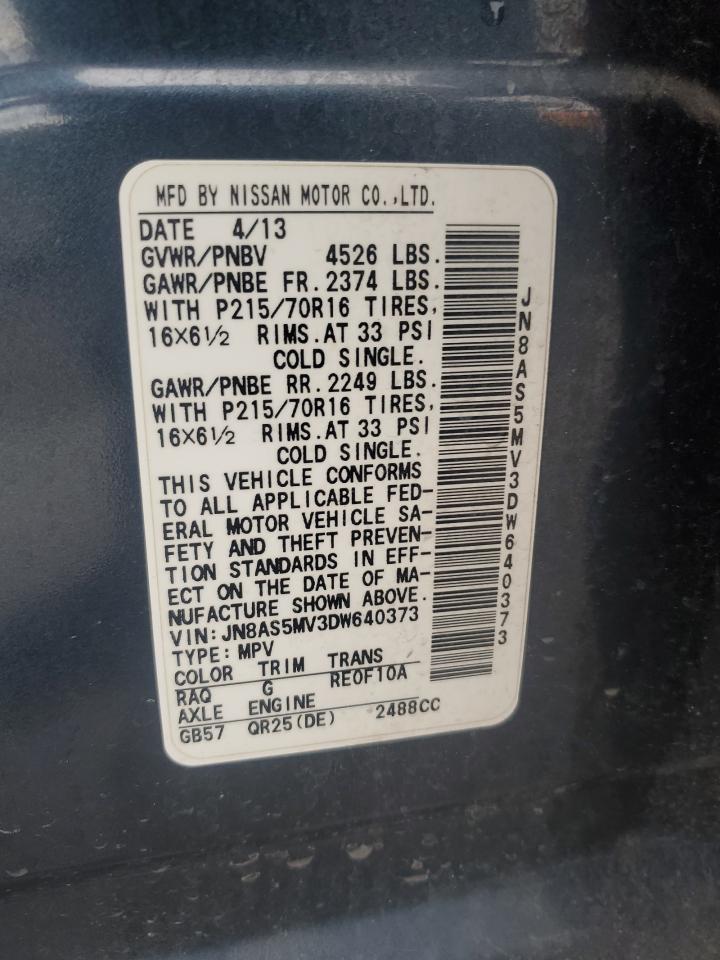 MFD BY NISSAN MOTOR CO.,LTD.
DATE 4/13
GVWR/PNBV 4526 LBS.
GAWR/PNBE FR.2374 LBS.
WITH P215/70R16 TIRES,
16×6½ RIMS.AT 33 PSI
COLD SINGLE.
GAWR/PNBE RR.2249 LBS.
WITH P215/70R16 TIRES,
16×6½ RIMS.AT 33 PSI
COLD SINGLE.
THIS VEHICLE CONFORMS
TO ALL APPLICABLE FED-
ERAL MOTOR VEHICLE SA-
FETY AND THEFT PREVEN-
TION STANDARDS IN EFF-
ECT ON THE DATE OF MA-
NUFACTURE SHOWN ABOVE.
VIN:JN8AS5MV3DW640373
TYPE:MPV
COLOR TRIM TRANS
RAQ G RE0F10A
AXLE ENGINE
GB57 QR25(DE) 2488CC
JN8AS5MV3DW640373